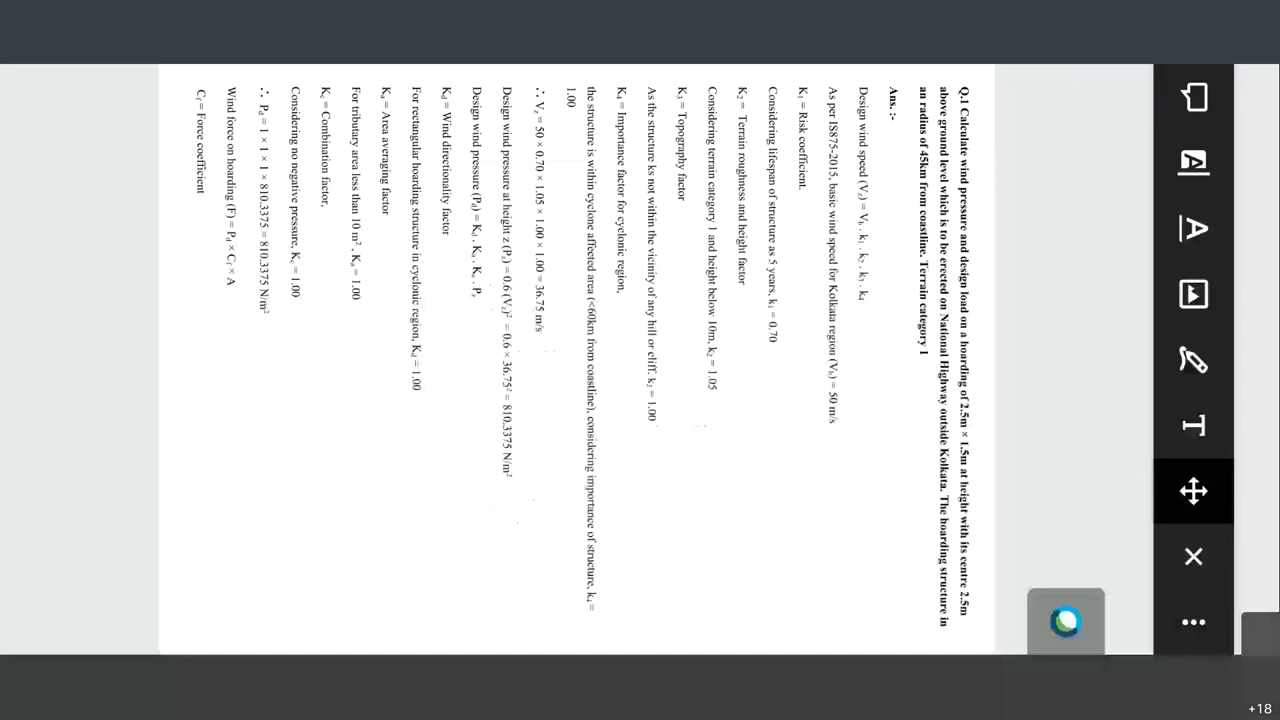 Q.1 Calculate wind pressure and design load on a hoarding of 2.5m × 1.5m at height with its centre 2.5m
above ground level which is to be erected on National Highway outside Kolkata. The hoarding structure in
an radius of 45km from coastline. Terrain category 1
Ans. :-
Design wind speed (Vz) = Vb . k1 . k2 . k3 . k4
As per IS875-2015, basic wind speed for Kolkata region (Vb) = 50 m/s
K1 = Risk coefficient.
Considering lifespan of structure as 5 years, k1 = 0.70
K2 = Terrain roughness and height factor
Considering terrain category 1 and height below 10m, k2 = 1.05
K3 = Topography factor
As the structure iks not within the vicinity of any hill or cliff. k3 = 1.00
K4 = Importance factor for cyclonic region,
the structure is within cyclone affected area (<60km from coastline), considering importance of structure, k4 =
1.00
∴ Vz = 50 × 0.70 × 1.05 × 1.00 × 1.00 = 36.75 m/s
Design wind pressure at height z (Pz) = 0.6 (Vz)² = 0.6 × 36.75² = 810.3375 N/m²
Design wind pressure (Pd) = Kd . Ka . Kc . Pz
Kd = Wind directionality factor
For rectangular hoarding structure in cyclonic region, Kd = 1.00
Ka = Area averaging factor
For tributary area less than 10 m² , Ka = 1.00
Kc = Combination factor,
Considering no negative pressure, Kc = 1.00
∴ Pd = 1 × 1 × 1 × 810.3375 = 810.3375 N/m²
Wind force on hoarding (F) = Pd × Cf × A
Cf = Force coefficient
+18